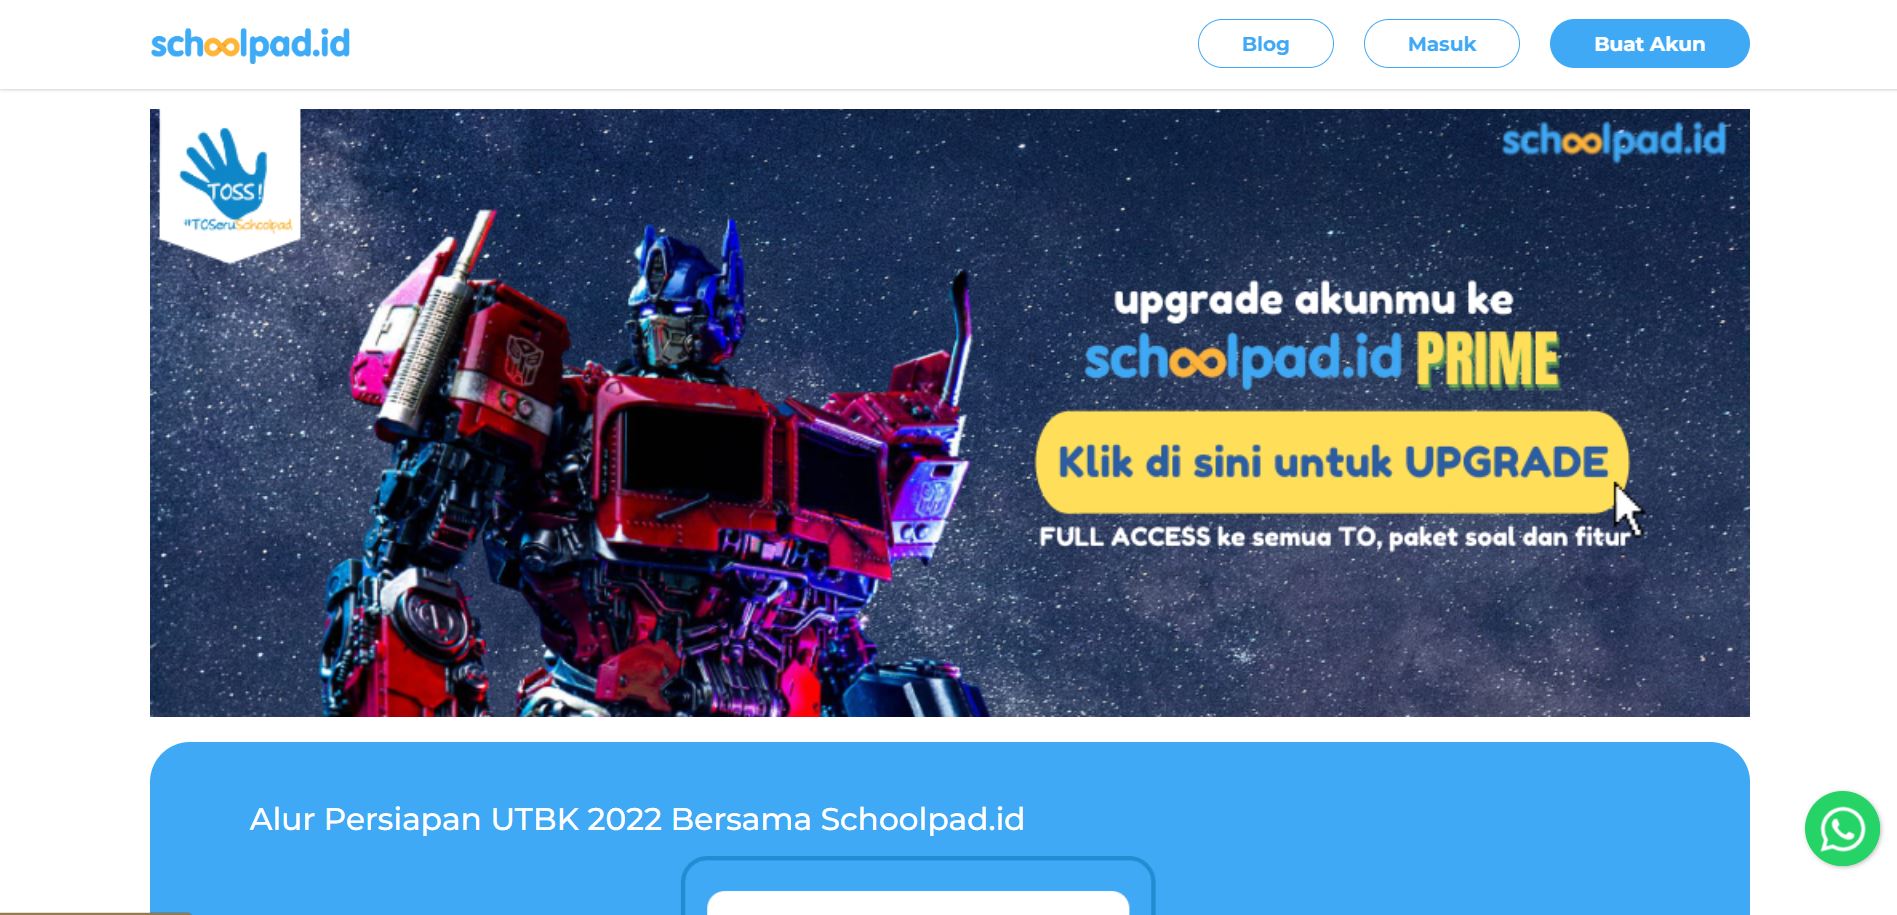 schoolpad.id
Blog
Masuk
Buat Akun
TOSS!
#TOSeruSchoolpad
schoolpad.id
upgrade akunmu ke
schoolpad.id PRIME
Klik di sini untuk UPGRADE
FULL ACCESS ke semua TO, paket soal dan fitur
Alur Persiapan UTBK 2022 Bersama Schoolpad.id